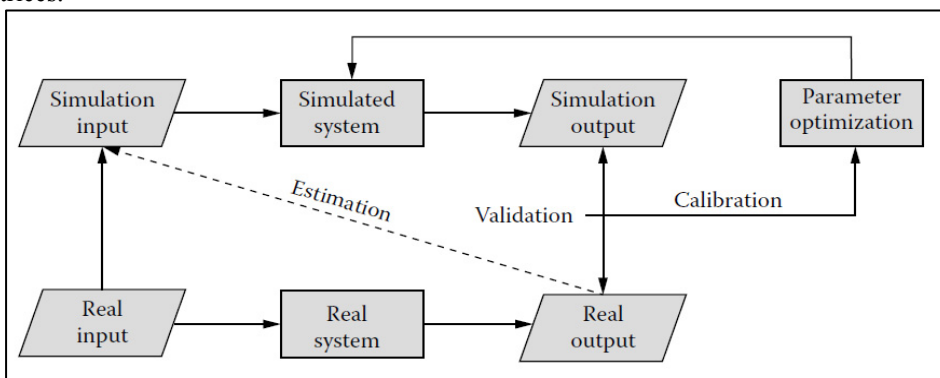 Simulation
input
Simulated
system
Simulation
output
Parameter
optimization
Estimation
Validation
Calibration
Real
input
Real
system
Real
output